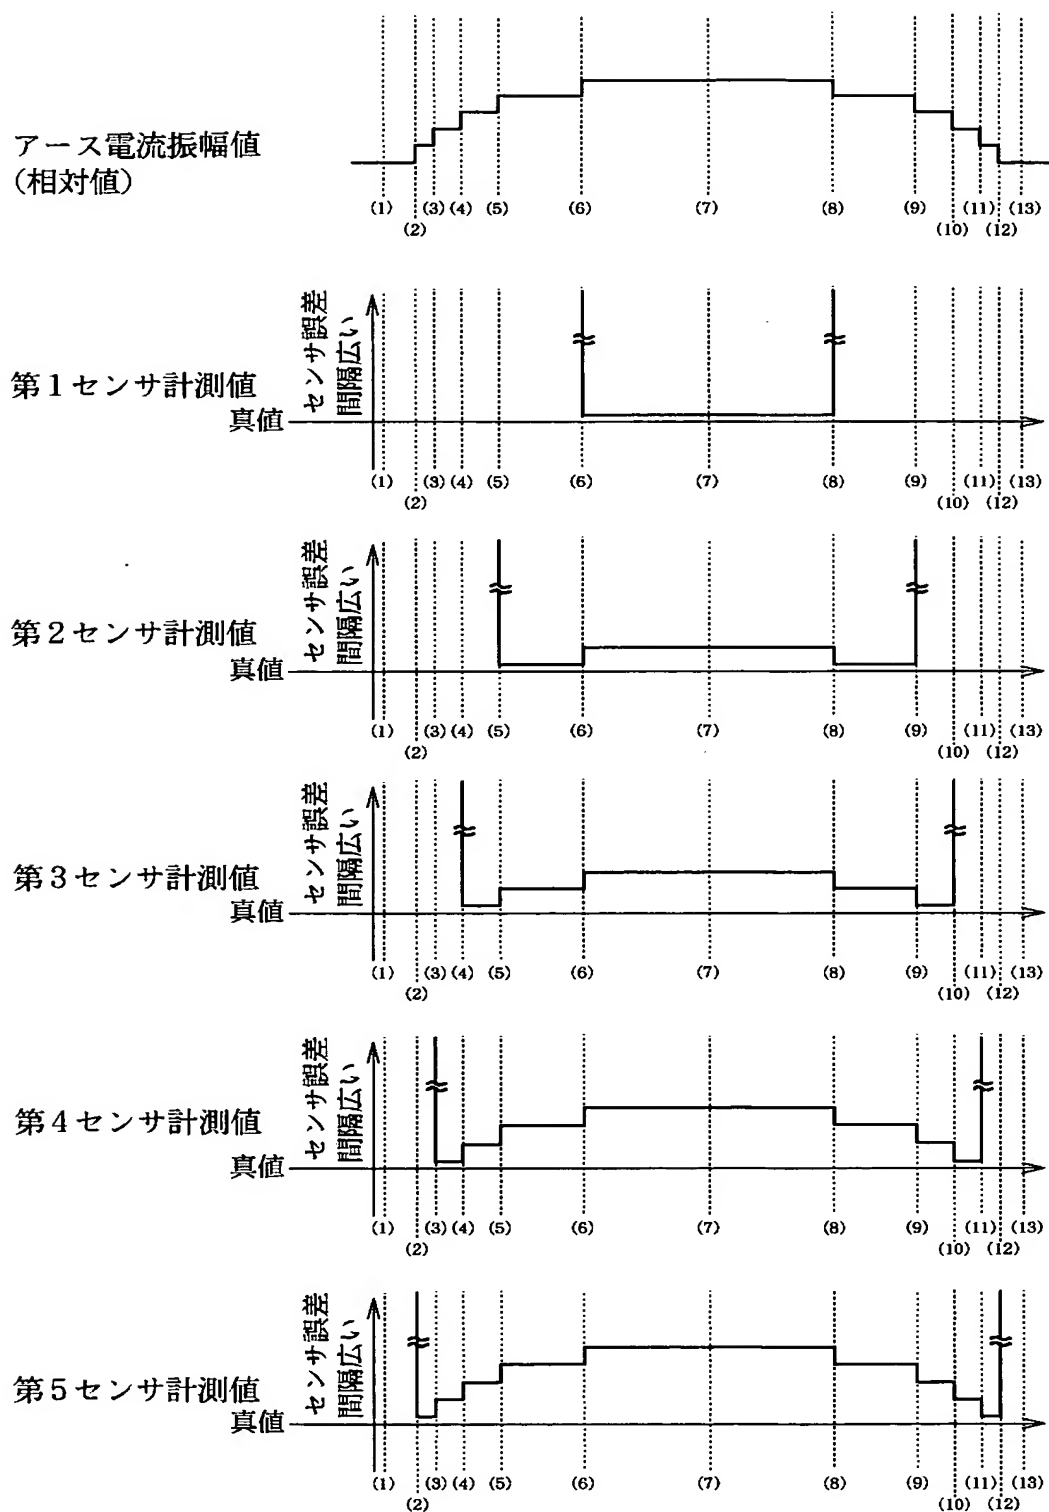 アース電流振幅値
(相対値)
(1) (3) (4) (5) (6) (7) (8) (9) (11) (13)
(2) (10) (12)
センサ誤差
間隔広い
第1センサ計測値
真値
(1) (3) (4) (5) (6) (7) (8) (9) (11) (13)
(2) (10) (12)
センサ誤差
間隔広い
第2センサ計測値
真値
(1) (3) (4) (5) (6) (7) (8) (9) (11) (13)
(2) (10) (12)
センサ誤差
間隔広い
第3センサ計測値
真値
(1) (3) (4) (5) (6) (7) (8) (9) (11) (13)
(2) (10) (12)
センサ誤差
間隔広い
第4センサ計測値
真値
(1) (3) (4) (5) (6) (7) (8) (9) (11) (13)
(2) (10) (12)
センサ誤差
間隔広い
第5センサ計測値
真値
(1) (3) (4) (5) (6) (7) (8) (9) (11) (13)
(2) (10) (12)